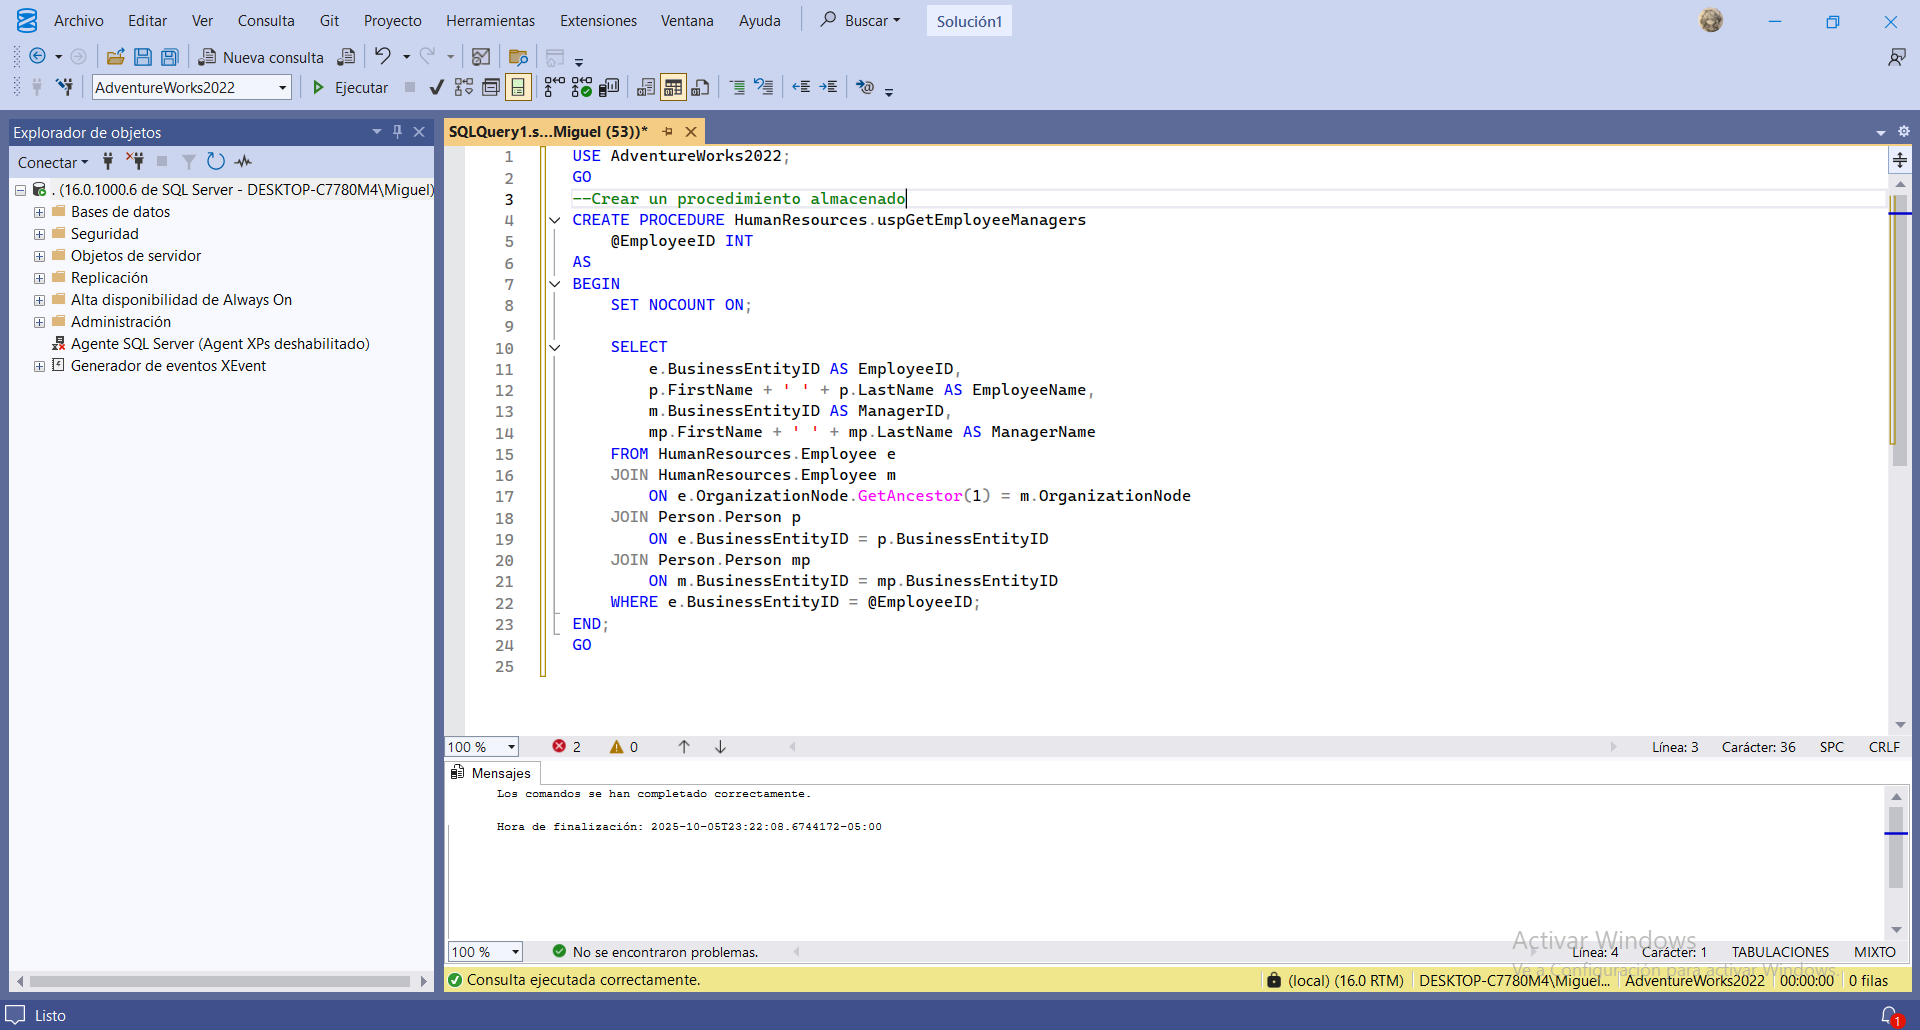 Archivo Editar Ver Consulta Git Proyecto Herramientas Extensiones Ventana Ayuda Buscar Solución1
Nueva consulta
AdventureWorks2022 Ejecutar
Explorador de objetos
Conectar
. (16.0.1000.6 de SQL Server - DESKTOP-C7780M4\Miguel)
Bases de datos
Seguridad
Objetos de servidor
Replicación
Alta disponibilidad de Always On
Administración
Agente SQL Server (Agent XPs deshabilitado)
Generador de eventos XEvent
SQLQuery1.s...Miguel (53))*
1 USE AdventureWorks2022;
2 GO
3 --Crear un procedimiento almacenado
4 CREATE PROCEDURE HumanResources.uspGetEmployeeManagers
5 @EmployeeID INT
6 AS
7 BEGIN
8 SET NOCOUNT ON;
9
10 SELECT
11 e.BusinessEntityID AS EmployeeID,
12 p.FirstName + ' ' + p.LastName AS EmployeeName,
13 m.BusinessEntityID AS ManagerID,
14 mp.FirstName + ' ' + mp.LastName AS ManagerName
15 FROM HumanResources.Employee e
16 JOIN HumanResources.Employee m
17 ON e.OrganizationNode.GetAncestor(1) = m.OrganizationNode
18 JOIN Person.Person p
19 ON e.BusinessEntityID = p.BusinessEntityID
20 JOIN Person.Person mp
21 ON m.BusinessEntityID = mp.BusinessEntityID
22 WHERE e.BusinessEntityID = @EmployeeID;
23 END;
24 GO
25
100 % 2 0 Línea: 3 Carácter: 36 SPC CRLF
Mensajes
Los comandos se han completado correctamente.
Hora de finalización: 2025-10-05T23:22:08.6744172-05:00
Activar Windows
Ve a Configuración para activar Windows.
100 % No se encontraron problemas. Línea: 4 Carácter: 1 TABULACIONES MIXTO
Consulta ejecutada correctamente. (local) (16.0 RTM) DESKTOP-C7780M4\Miguel... AdventureWorks2022 00:00:00 0 filas
Listo 1